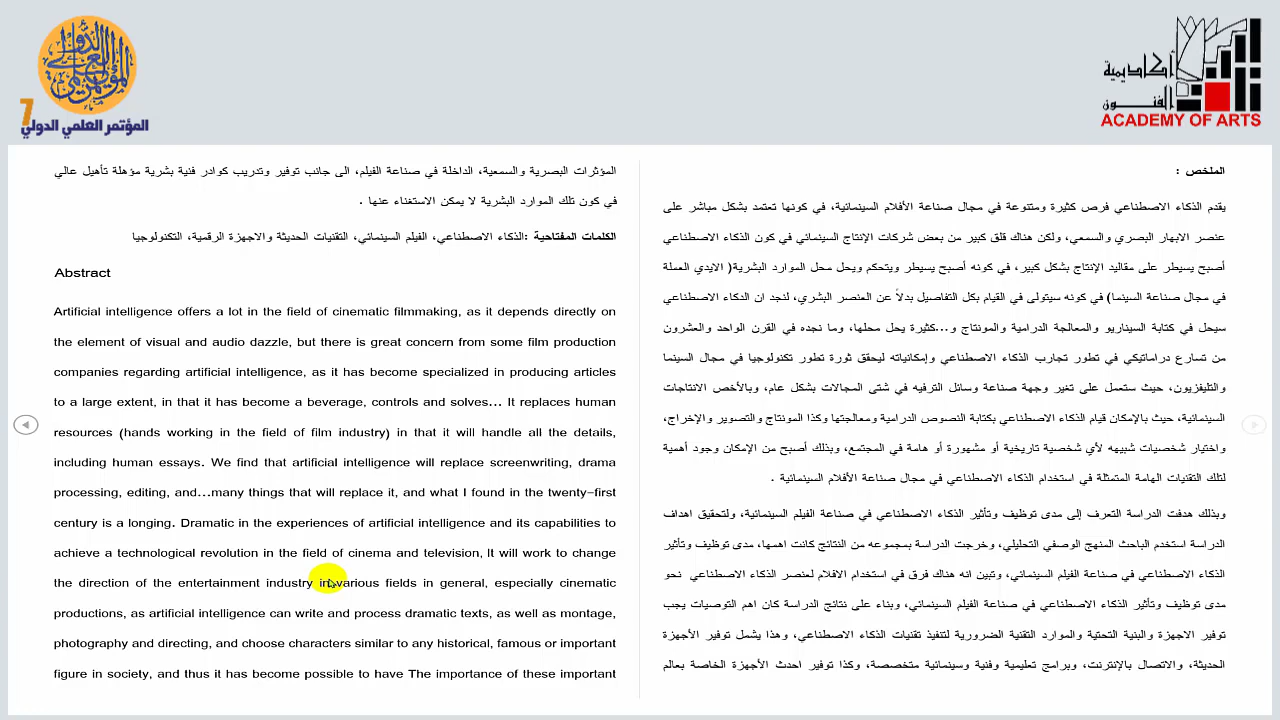 المؤتمر العلمي الدولي
7
أكاديمية
الفنون
ACADEMY OF ARTS
الملخص :
يقدم الذكاء الاصطناعي فرص كثيرة ومتنوعة في مجال صناعة الأفلام السينمائية، في كونها تعتمد بشكل مباشر على
عنصر الابهار البصري والسمعي، ولكن هناك قلق كبير من بعض شركات الإنتاج السينمائي في كون الذكاء الاصطناعي
أصبح يسيطر على مقاليد الإنتاج بشكل كبير، في كونه أصبح يسيطر ويتحكم ويحل محل الموارد البشرية( الايدي العملة
في مجال صناعة السينما) في كونه سيتولى في القيام بكل التفاصيل بدلاً عن العنصر البشري، لنجد ان الذكاء الاصطناعي
سيحل في كتابة السيناريو والمعالجة الدرامية والمونتاج و...كثيرة يحل محلها، وما نجده في القرن الواحد والعشرون
من تسارع دراماتيكي في تطور تجارب الذكاء الاصطناعي وإمكانياته ليحقق ثورة تطور تكنولوجيا في مجال السينما
والتليفزيون، حيث ستعمل على تغير وجهة صناعة وسائل الترفيه في شتى المجالات بشكل عام، وبالأخص الانتاجات
السينمائية، حيث بالإمكان قيام الذكاء الاصطناعي بكتابة النصوص الدرامية ومعالجتها وكذا المونتاج والتصوير والإخراج،
واختيار شخصيات شبيهه لأي شخصية تاريخية أو مشهورة أو هامة في المجتمع، وبذلك أصبح من الإمكان وجود أهمية
لتلك التقنيات الهامة المتمثلة في استخدام الذكاء الاصطناعي في مجال صناعة الأفلام السينمائية .
وبذلك هدفت الدراسة التعرف إلى مدى توظيف وتأثير الذكاء الاصطناعي في صناعة الفيلم السينمائية، ولتحقيق اهداف
الدراسة استخدم الباحث المنهج الوصفي التحليلي، وخرجت الدراسة بمجموعه من النتائج كانت اهمها، مدى توظيف وتأثير
الذكاء الاصطناعي في صناعة الفيلم السينمائي، وتبين انه هناك فرق في استخدام الافلام لعنصر الذكاء الاصطناعي نحو
مدى توظيف وتأثير الذكاء الاصطناعي في صناعة الفيلم السينمائي، وبناء على نتائج الدراسة كان اهم التوصيات يجب
توفير الاجهزة والبنية التحتية والموارد التقنية الضرورية لتنفيذ تقنيات الذكاء الاصطناعي، وهذا يشمل توفير الأجهزة
الحديثة، والاتصال بالإنترنت، وبرامج تعليمية وفنية وسينمائية متخصصة، وكذا توفير احدث الأجهزة الخاصة بعالم
المؤثرات البصرية والسمعية، الداخلة في صناعة الفيلم، الى جانب توفير وتدريب كوادر فنية بشرية مؤهلة تأهيل عالي
في كون تلك الموارد البشرية لا يمكن الاستغناء عنها .
الكلمات المفتاحية :الذكاء الاصطناعي، الفيلم السينمائي، التقنيات الحديثة والاجهزة الرقمية، التكنولوجيا
Abstract
Artificial intelligence offers a lot in the field of cinematic filmmaking, as it depends directly on
the element of visual and audio dazzle, but there is great concern from some film production
companies regarding artificial intelligence, as it has become specialized in producing articles
to a large extent, in that it has become a beverage, controls and solves... It replaces human
resources (hands working in the field of film industry) in that it will handle all the details,
including human essays. We find that artificial intelligence will replace screenwriting, drama
processing, editing, and...many things that will replace it, and what I found in the twenty-first
century is a longing. Dramatic in the experiences of artificial intelligence and its capabilities to
achieve a technological revolution in the field of cinema and television, It will work to change
the direction of the entertainment industry in various fields in general, especially cinematic
productions, as artificial intelligence can write and process dramatic texts, as well as montage,
photography and directing, and choose characters similar to any historical, famous or important
figure in society, and thus it has become possible to have The importance of these important